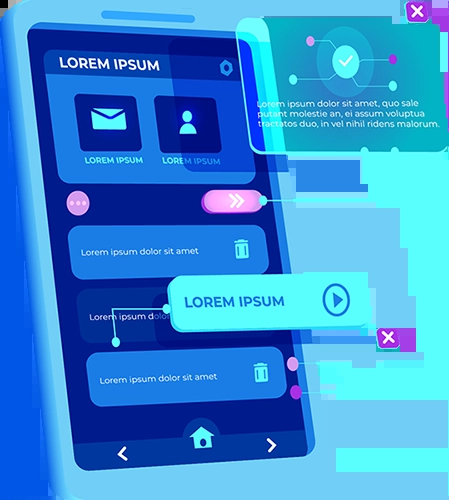 LOREM IPSUM
LOREM IPSUM
LOREM IPSUM
Lorem ipsum dolor sit amet, quo sale
putant molestie an, ei assum voluptua
tractatos duo, in vel nihil ridens malorum.
Lorem ipsum dolor sit amet
LOREM IPSUM
Lorem ipsum
Lorem ipsum dolor sit amet